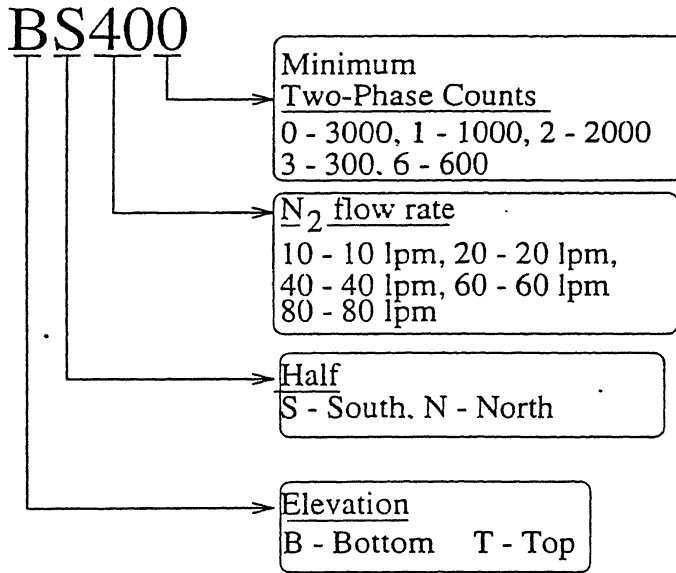 BS400
Minimum
Two-Phase Counts
0 - 3000, 1 - 1000, 2 - 2000
3 - 300. 6 - 600
N2 flow rate
10 - 10 lpm, 20 - 20 lpm,
40 - 40 lpm, 60 - 60 lpm
80 - 80 lpm
Half
S - South. N - North
Elevation
B - Bottom T - Top